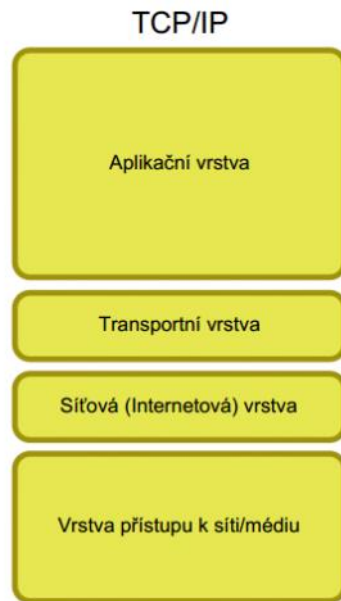 TCP/IP
Aplikační vrstva
Transportní vrstva
Síťová (Internetová) vrstva
Vrstva přístupu k síti/médiu